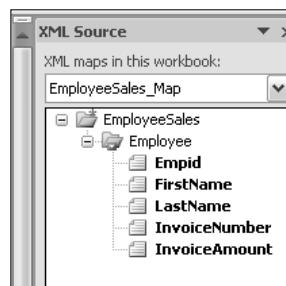 XML Source
XML maps in this workbook:
EmployeeSales_Map
EmployeeSales
Employee
Empid
FirstName
LastName
InvoiceNumber
InvoiceAmount